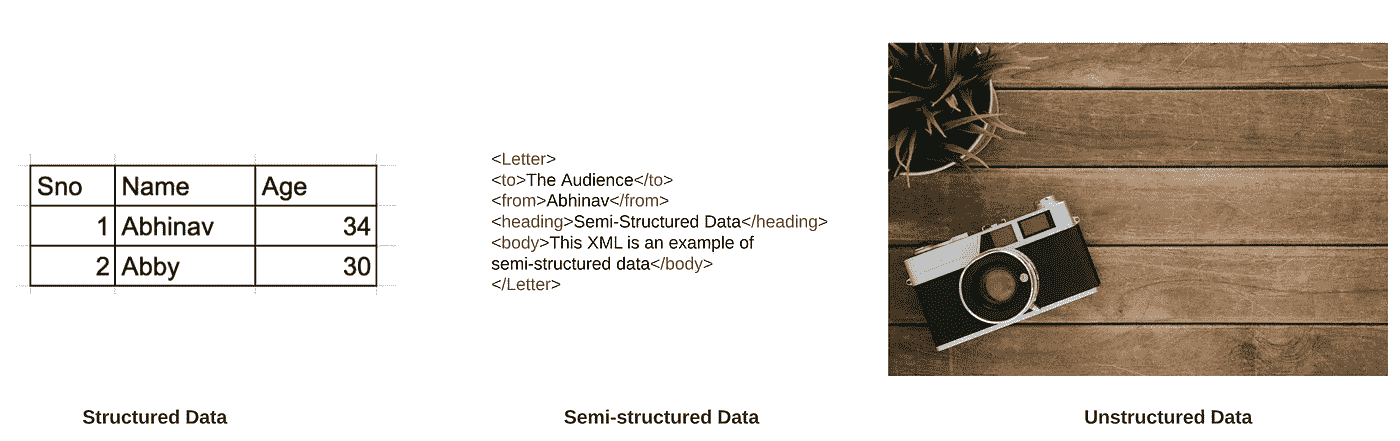 Sno Name Age
1 Abhinav 34
2 Abby 30
Structured Data
<Letter>
<to>The Audience</to>
<from>Abhinav</from>
<heading>Semi-Structured Data</heading>
<body>This XML is an example of
semi-structured data</body>
</Letter>
Semi-structured Data
Unstructured Data